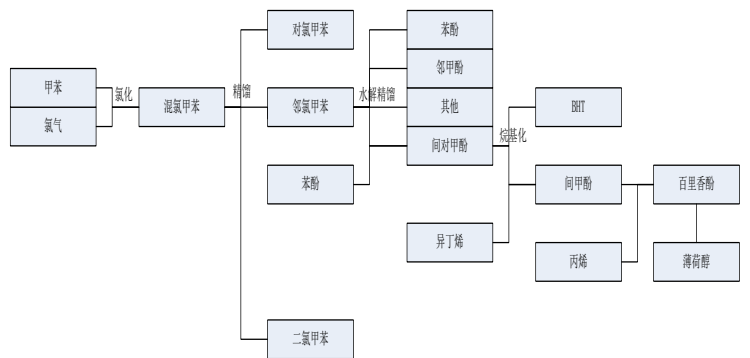 甲苯
氯气
氯化
混氯甲苯
精馏
对氯甲苯
邻氯甲苯
苯酚
二氯甲苯
水解精馏
苯酚
邻甲酚
其他
间对甲酚
异丁烯
烷基化
BHT
间甲酚
丙烯
百里香酚
薄荷醇